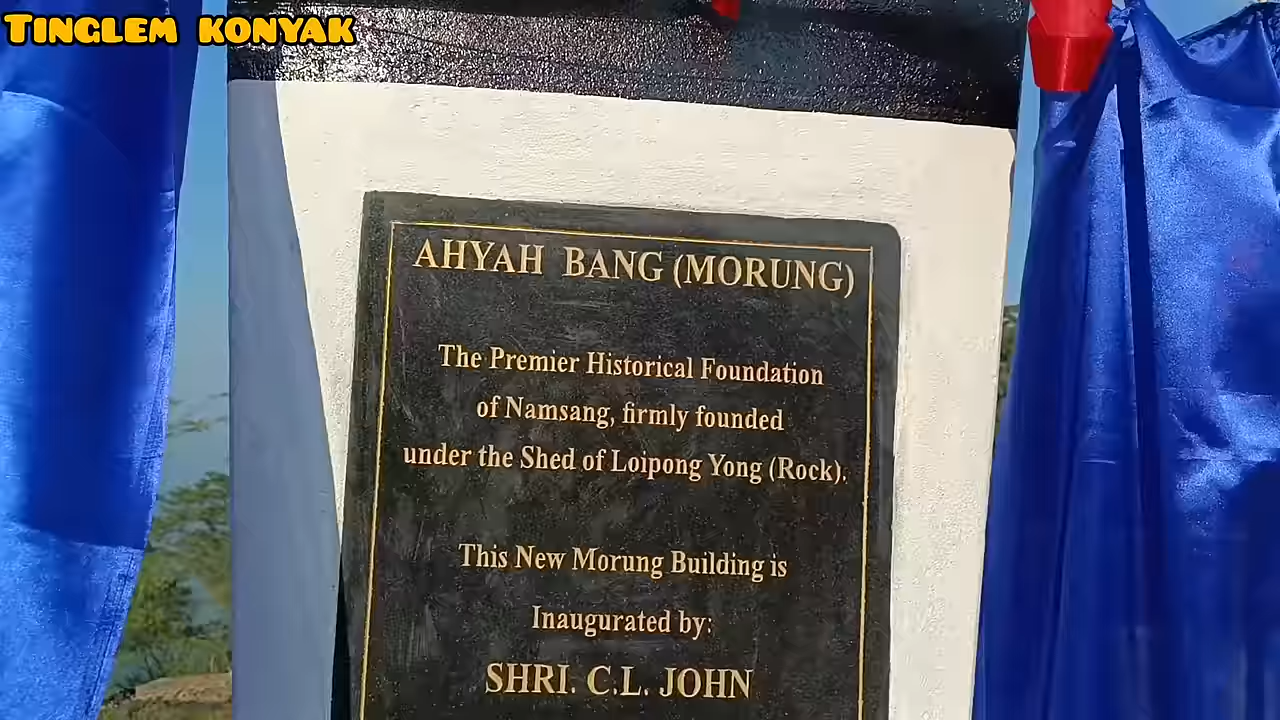 TINGLEM KONYAK
AHYAH BANG (MORUNG)
The Premier Historical Foundation
of Namsang, firmly founded
under the Shed of Loipong Yong (Rock).
This New Morung Building is
Inaugurated by:
SHRI. C.L. JOHN